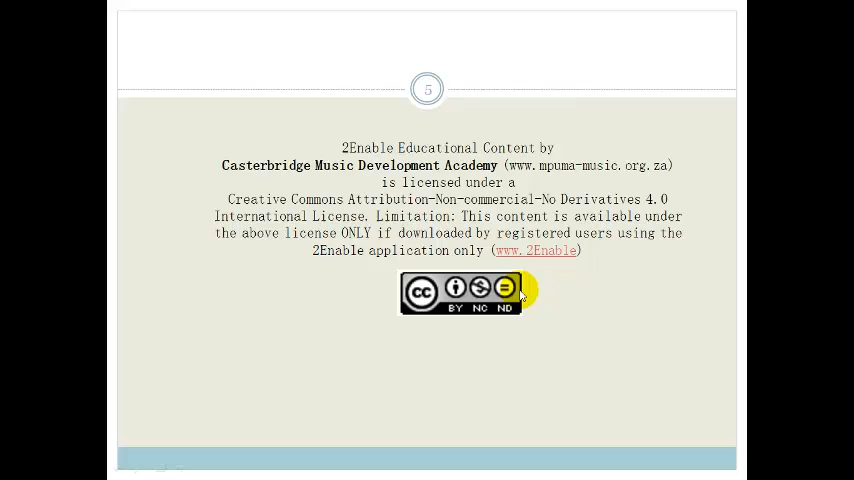 5
2Enable Educational Content by
Casterbridge Music Development Academy (www.mpuma-music.org.za)
is licensed under a
Creative Commons Attribution-Non-commercial-No Derivatives 4.0
International License. Limitation: This content is available under
the above license ONLY if downloaded by registered users using the
2Enable application only (www.2Enable)
cc
BY NC ND